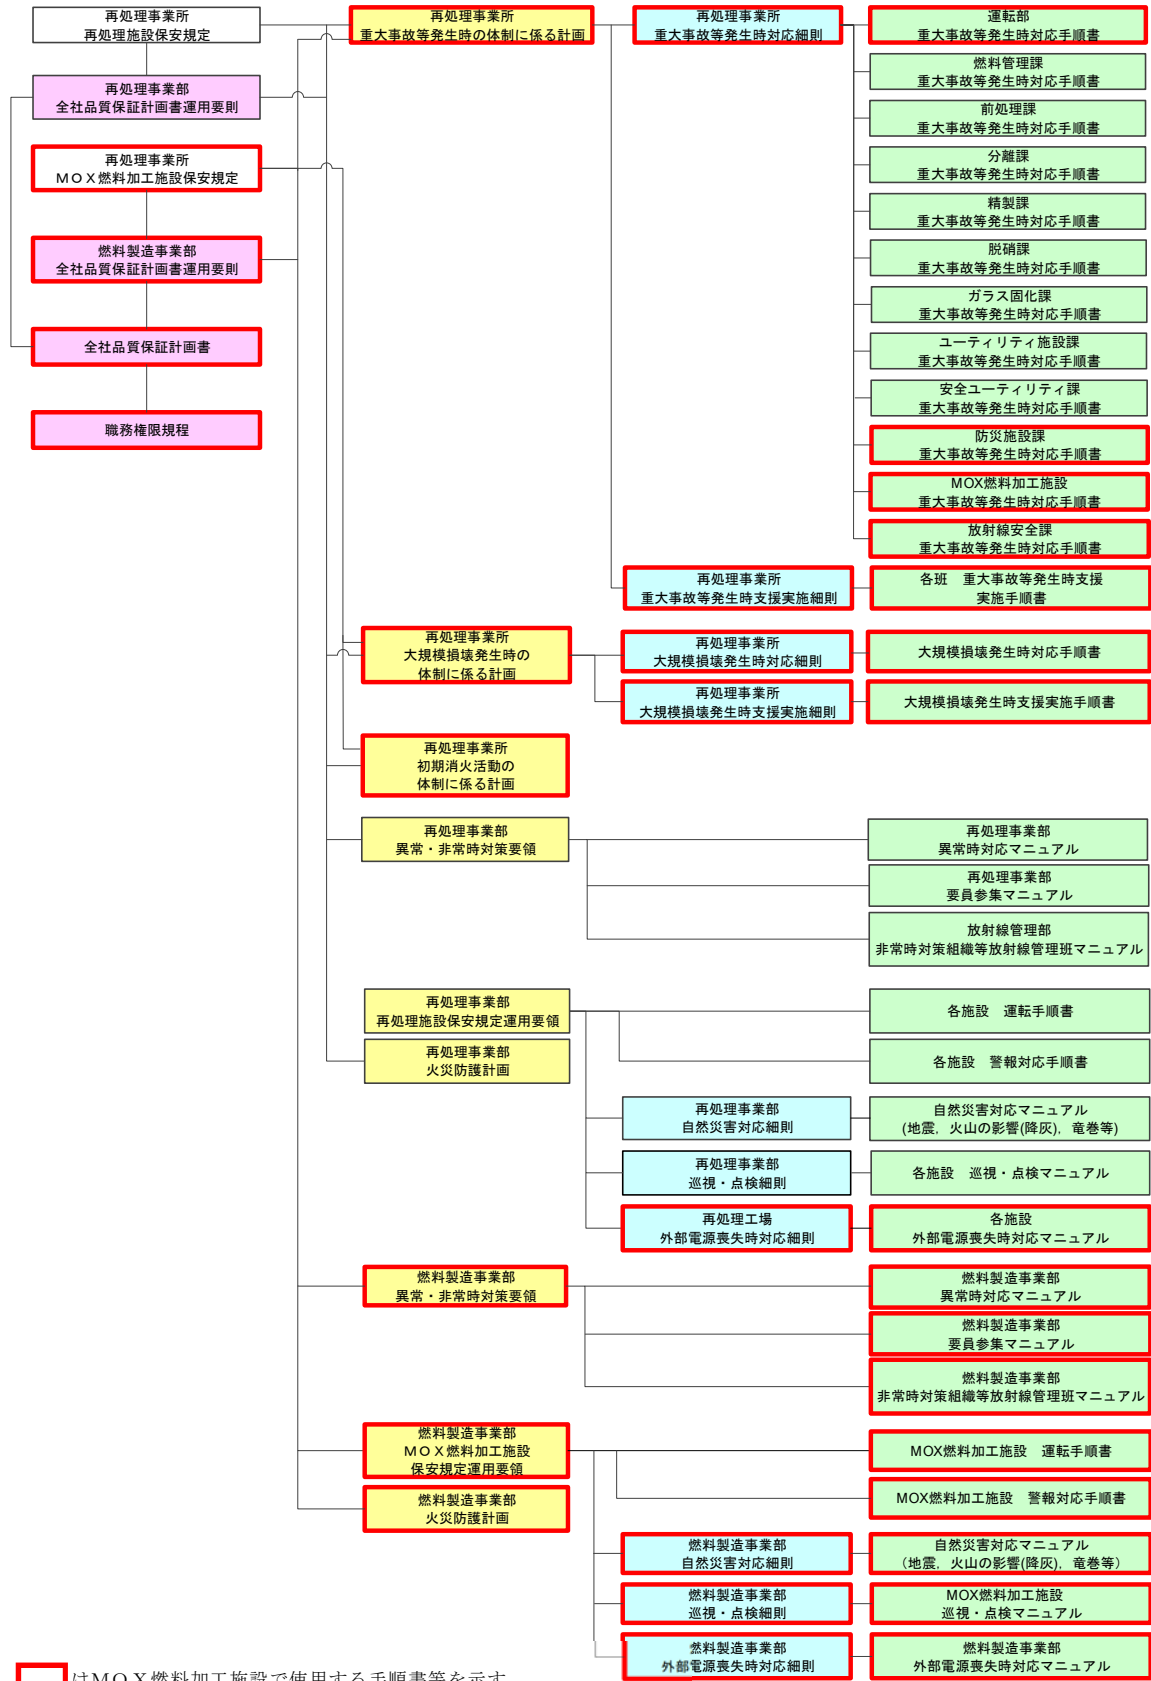 再処理事業所
再処理施設保安規定
再処理事業部
全社品質保証計画書運用要則
再処理事業所
ＭＯＸ燃料加工施設保安規定
燃料製造事業部
全社品質保証計画書運用要則
全社品質保証計画書
職務権限規程
再処理事業所
重大事故等発生時の体制に係る計画
再処理事業所
重大事故等発生時対応細則
運転部
重大事故等発生時対応手順書
燃料管理課
重大事故等発生時対応手順書
前処理課
重大事故等発生時対応手順書
分離課
重大事故等発生時対応手順書
精製課
重大事故等発生時対応手順書
脱硝課
重大事故等発生時対応手順書
ガラス固化課
重大事故等発生時対応手順書
ユーティリティ施設課
重大事故等発生時対応手順書
安全ユーティリティ課
重大事故等発生時対応手順書
防災施設課
重大事故等発生時対応手順書
MOX燃料加工施設
重大事故等発生時対応手順書
放射線安全課
重大事故等発生時対応手順書
再処理事業所
重大事故等発生時支援実施細則
各班　重大事故等発生時支援
実施手順書
再処理事業所
大規模損壊発生時の
体制に係る計画
再処理事業所
大規模損壊発生時対応細則
大規模損壊発生時対応手順書
再処理事業所
大規模損壊発生時支援実施細則
大規模損壊発生時支援実施手順書
再処理事業所
初期消火活動の
体制に係る計画
再処理事業部
異常・非常時対策要領
再処理事業部
異常時対応マニュアル
再処理事業部
要員参集マニュアル
放射線管理部
非常時対策組織等放射線管理班マニュアル
再処理事業部
再処理施設保安規定運用要領
各施設　運転手順書
再処理事業部
火災防護計画
各施設　警報対応手順書
再処理事業部
自然災害対応細則
自然災害対応マニュアル
(地震，火山の影響(降灰)，竜巻等)
再処理事業部
巡視・点検細則
各施設　巡視・点検マニュアル
再処理工場
外部電源喪失時対応細則
各施設
外部電源喪失時対応マニュアル
燃料製造事業部
異常・非常時対策要領
燃料製造事業部
異常時対応マニュアル
燃料製造事業部
要員参集マニュアル
燃料製造事業部
非常時対策組織等放射線管理班マニュアル
燃料製造事業部
ＭＯＸ燃料加工施設
保安規定運用要領
MOX燃料加工施設　運転手順書
燃料製造事業部
火災防護計画
MOX燃料加工施設　警報対応手順書
燃料製造事業部
自然災害対応細則
自然災害対応マニュアル
（地震，火山の影響(降灰)，竜巻等）
燃料製造事業部
巡視・点検細則
MOX燃料加工施設
巡視・点検マニュアル
燃料製造事業部
外部電源喪失時対応細則
燃料製造事業部
外部電源喪失時対応マニュアル
はＭＯＸ燃料加工施設で使用する手順書等を示す